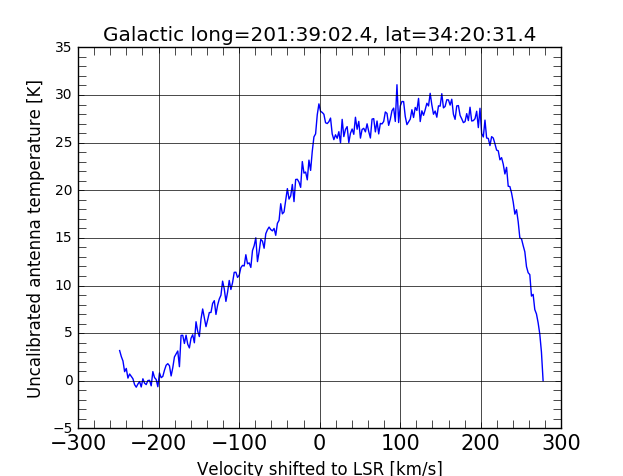 Galactic long=201:39:02.4, lat=34:20:31.4
Uncalibrated antenna temperature [K]
35
30
25
20
15
10
5
0
−5
−300 −200 −100 0 100 200 300
Velocity shifted to LSR [km/s]